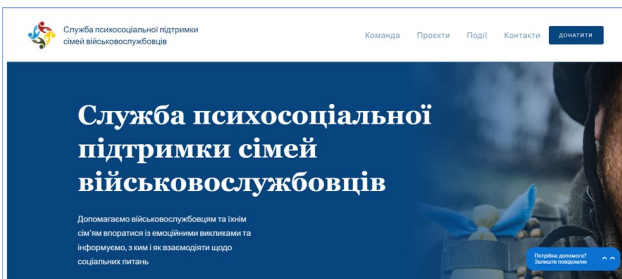 Служба психосоціальної підтримки
сімей військовослужбовців
Команда Проєкти Події Контакти ДОНАТИТИ
Служба психосоціальної
підтримки сімей
військовослужбовців
Допомагаємо військовослужбовцям та їхнім
сім'ям впоратися із емоційними викликами та
інформуємо, з ким і як взаємодіяти щодо
соціальних питань
Потрібна допомога?
Залиште повідомлення